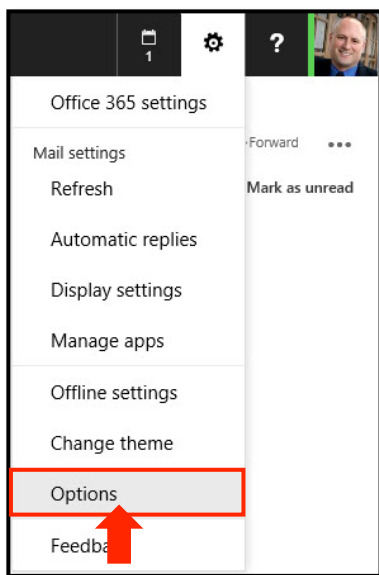 1
?
Office 365 settings
Forward
Mail settings
Refresh
Mark as unread
Automatic replies
Display settings
Manage apps
Offline settings
Change theme
Options
Feedba